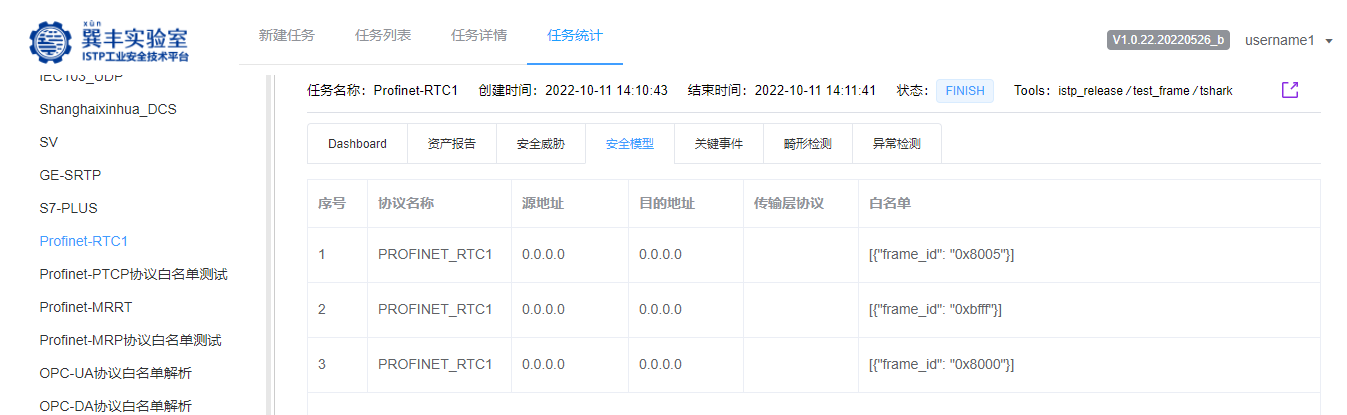 xùn
巽丰实验室
ISTP工业安全技术平台
新建任务 任务列表 任务详情 任务统计
V1.0.22.20220526_b username1
IEC103_UDP
Shanghaixinhua_DCS
SV
GE-SRTP
S7-PLUS
Profinet-RTC1
Profinet-PTCP协议白名单测试
Profinet-MRRT
Profinet-MRP协议白名单测试
OPC-UA协议白名单解析
OPC-DA协议白名单解析
任务名称：Profinet-RTC1 创建时间：2022-10-11 14:10:43 结束时间：2022-10-11 14:11:41 状态： FINISH Tools：istp_release / test_frame / tshark
Dashboard 资产报告 安全威胁 安全模型 关键事件 畸形检测 异常检测
序号 协议名称 源地址 目的地址 传输层协议 白名单
1 PROFINET_RTC1 0.0.0.0 0.0.0.0 [{"frame_id": "0x8005"}]
2 PROFINET_RTC1 0.0.0.0 0.0.0.0 [{"frame_id": "0xbfff"}]
3 PROFINET_RTC1 0.0.0.0 0.0.0.0 [{"frame_id": "0x8000"}]